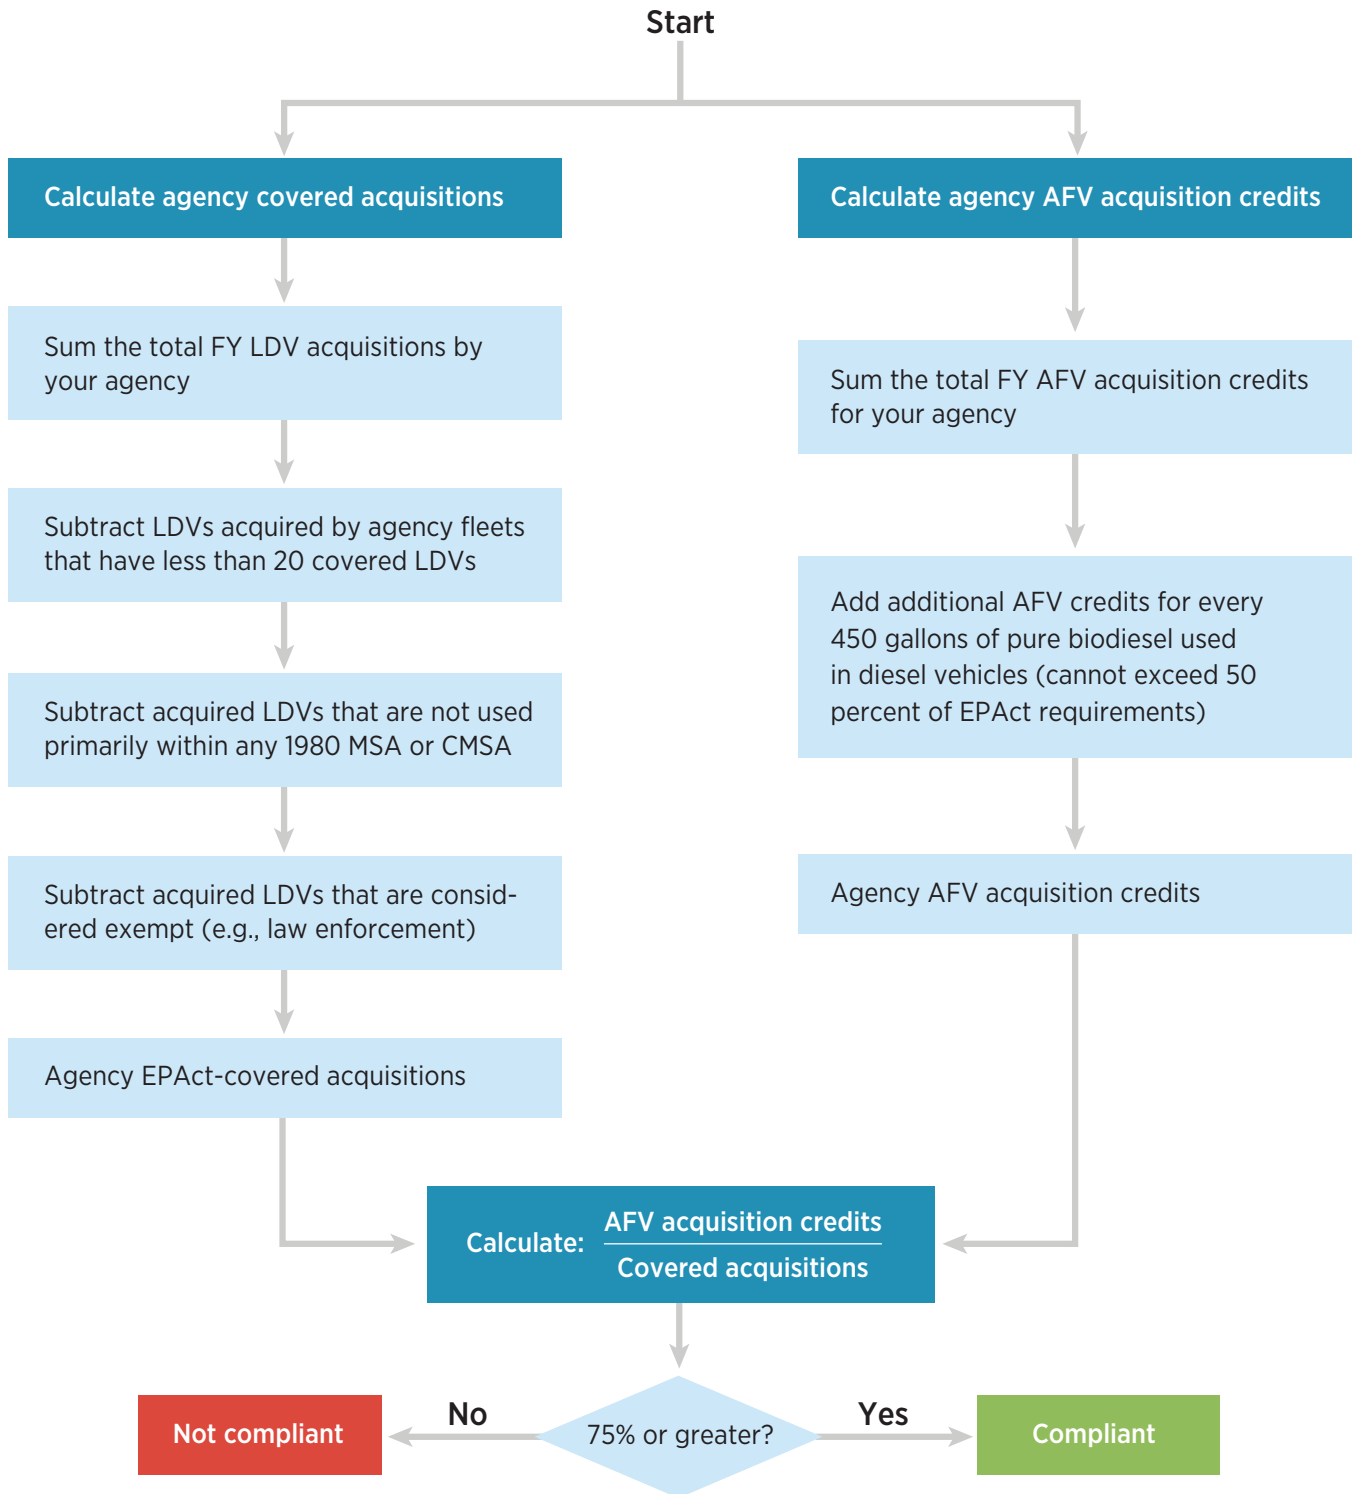 Start
Calculate agency covered acquisitions
Sum the total FY LDV acquisitions by
your agency
Subtract LDVs acquired by agency fleets
that have less than 20 covered LDVs
Subtract acquired LDVs that are not used
primarily within any 1980 MSA or CMSA
Subtract acquired LDVs that are consid-
ered exempt (e.g., law enforcement)
Agency EPAct-covered acquisitions
Calculate agency AFV acquisition credits
Sum the total FY AFV acquisition credits
for your agency
Add additional AFV credits for every
450 gallons of pure biodiesel used
in diesel vehicles (cannot exceed 50
percent of EPAct requirements)
Agency AFV acquisition credits
Calculate:
AFV acquisition credits
Covered acquisitions
75% or greater?
No
Not compliant
Yes
Compliant